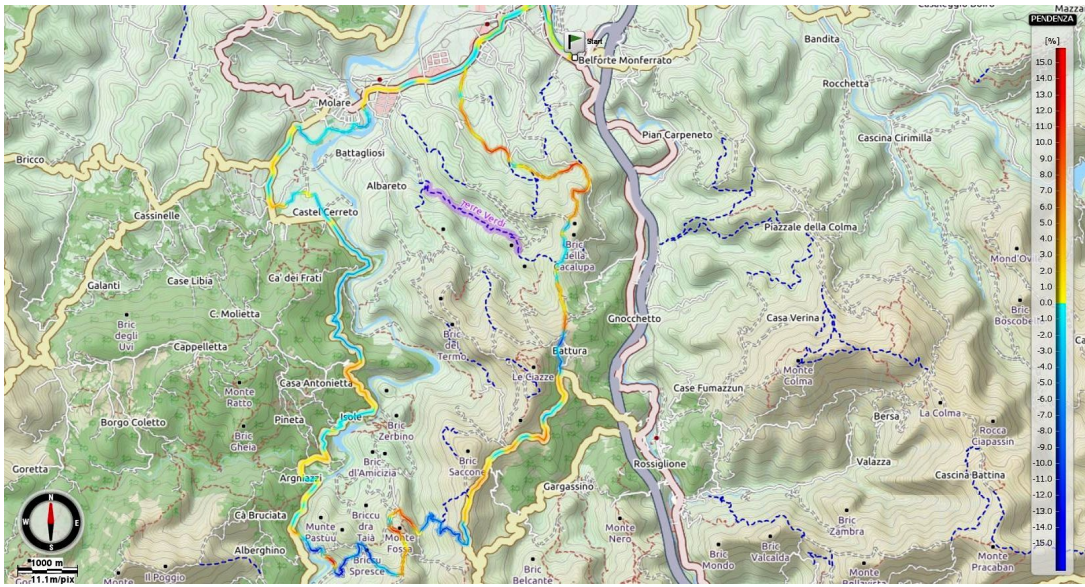 Mazza
PENDENZA
Start
Belforte Monferrato
Bandita
[%]
15.0
14.0
13.0
12.0
11.0
10.0
9.0
8.0
7.0
6.0
5.0
4.0
3.0
2.0
1.0
0.0
-1.0
-2.0
-3.0
-4.0
-5.0
-6.0
-7.0
-8.0
-9.0
-10.0
-11.0
-12.0
-13.0
-14.0
-15.0
Rocchetta
Molare
Pian Carpeneto
Cascina Cirimilla
Bricco
Battagliosi
Albareto
Cassinelle
Castel Cerreto
Terre Verdi
Piazzale della Colma
Bric
della
Cacalupa
Mond'Ov
Ca' dei Frati
Case Libia
Galanti
C. Molietta
Gnocchetto
Casa Verina
Bric
Boscobe
Bric
degli
Uvi
Cappelletta
Bric
del
Termo
Battura
Ca
Casa Antonietta
Le Ciazze
Monte
Colma
Monte
Ratto
Case Fumazzun
La Colma
Borgo Coletto
Pineta
Isole
Bersa
Bric
Zerbino
Rocca
Ciapassin
Bric
Gheia
Goretta
Bric
dl'Amicizia
Bric
Saccone
Rossiglione
Valazza
Argniazzi
Cascina Battina
Gargassino
Cà Bruciata
Munte
Pastuu
Briccu
dra
Taià
Monte
Foss
Monte
Nero
Bric
Zambra
Alberghino
Briccu
Spresce
Bric
Mondo
Bric
Valcalda
Monte
Pracaban
Il Poggio
Monte
Bric
Belcante
N
W
E
S
1000 m
11.1m/pix